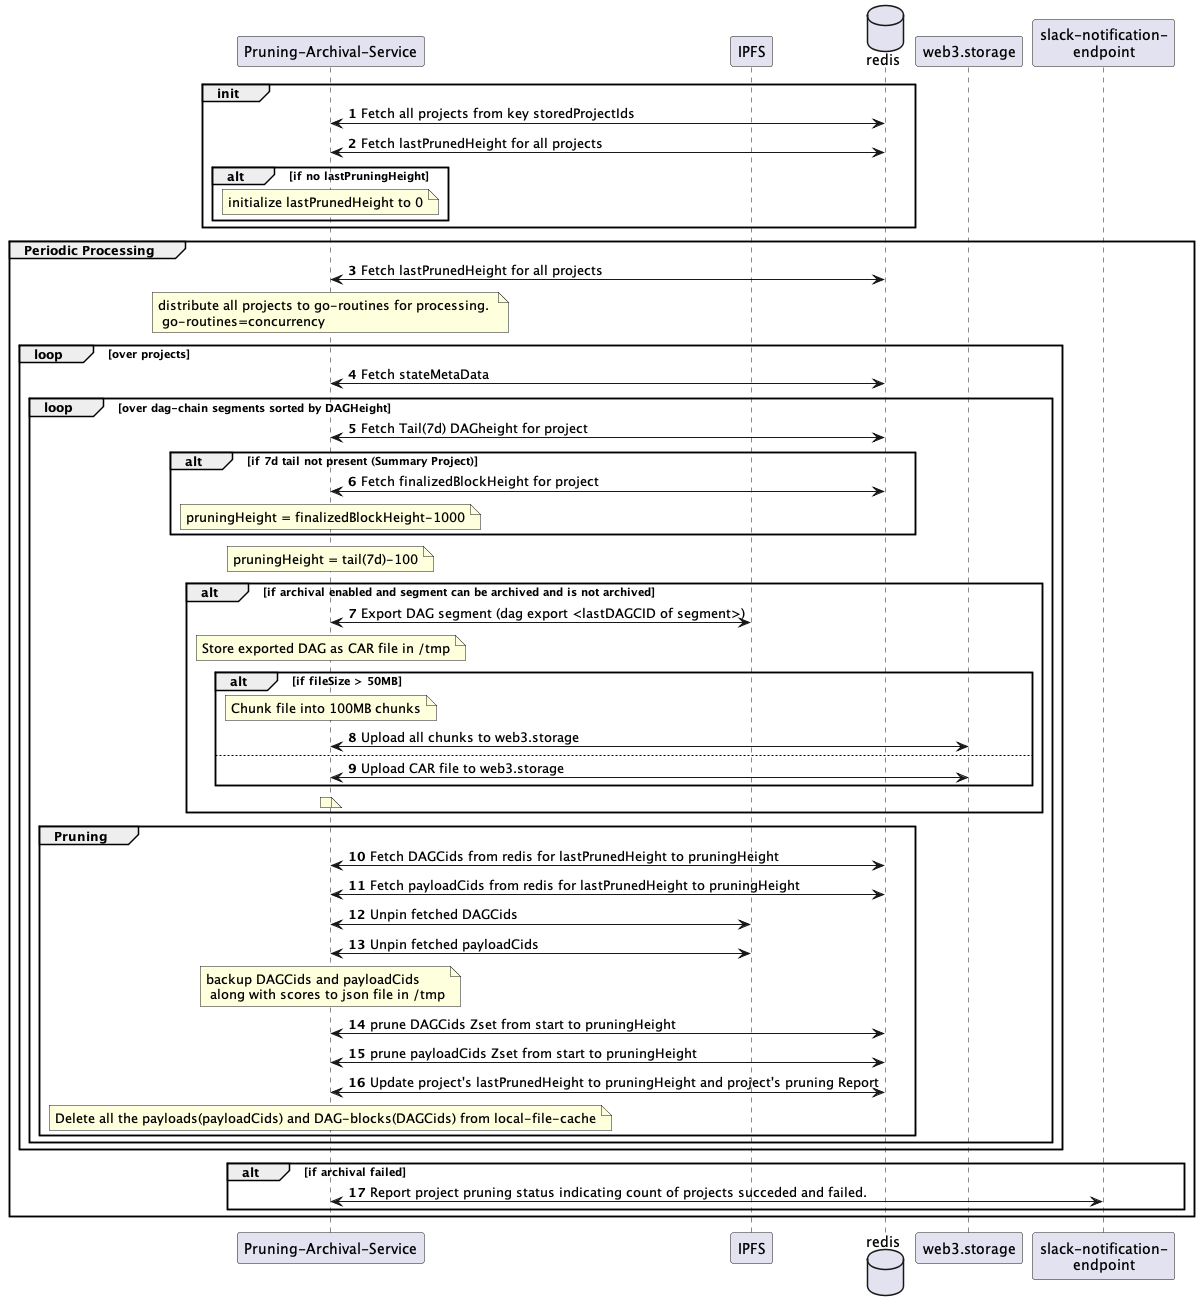 Pruning-Archival-Service
IPFS
redis
web3.storage
slack-notification-
endpoint
init
1 Fetch all projects from key storedProjectIds
2 Fetch lastPrunedHeight for all projects
alt [if no lastPruningHeight]
initialize lastPrunedHeight to 0
Periodic Processing
3 Fetch lastPrunedHeight for all projects
distribute all projects to go-routines for processing.
go-routines=concurrency
loop [over projects]
4 Fetch stateMetaData
loop [over dag-chain segments sorted by DAGHeight]
5 Fetch Tail(7d) DAGheight for project
alt [if 7d tail not present (Summary Project)]
6 Fetch finalizedBlockHeight for project
pruningHeight = finalizedBlockHeight-1000
pruningHeight = tail(7d)-100
alt [if archival enabled and segment can be archived and is not archived]
7 Export DAG segment (dag export <lastDAGCID of segment>)
Store exported DAG as CAR file in /tmp
alt [if fileSize > 50MB]
Chunk file into 100MB chunks
8 Upload all chunks to web3.storage
9 Upload CAR file to web3.storage
Pruning
10 Fetch DAGCids from redis for lastPrunedHeight to pruningHeight
11 Fetch payloadCids from redis for lastPrunedHeight to pruningHeight
12 Unpin fetched DAGCids
13 Unpin fetched payloadCids
backup DAGCids and payloadCids
along with scores to json file in /tmp
14 prune DAGCids Zset from start to pruningHeight
15 prune payloadCids Zset from start to pruningHeight
16 Update project's lastPrunedHeight to pruningHeight and project's pruning Report
Delete all the payloads(payloadCids) and DAG-blocks(DAGCids) from local-file-cache
alt [if archival failed]
17 Report project pruning status indicating count of projects succeded and failed.
Pruning-Archival-Service
IPFS
redis
web3.storage
slack-notification-
endpoint